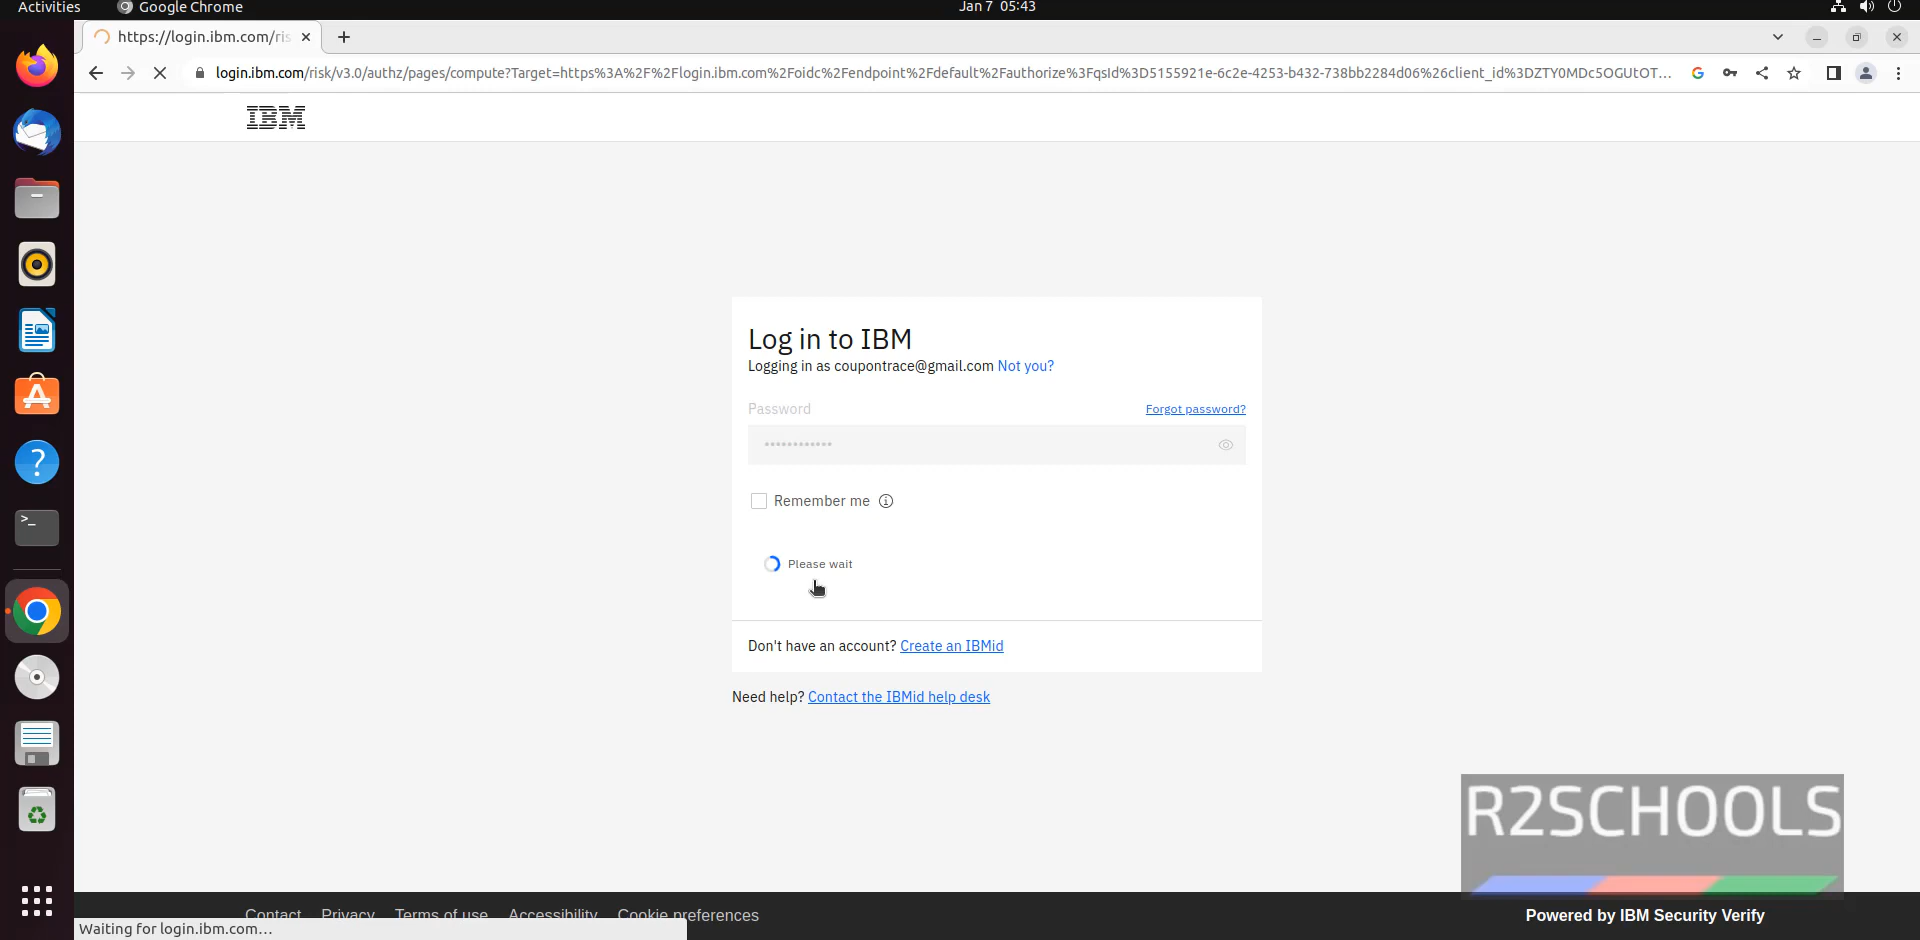 Activities
Google Chrome
Jan 7 05:43
https://login.ibm.com/ris
login.ibm.com/risk/v3.0/authz/pages/compute?Target=https%3A%2F%2Flogin.ibm.com%2Foidc%2Fendpoint%2Fdefault%2Fauthorize%3FqsId%3D5155921e-6c2e-4253-b432-738bb2284d06%26client_id%3DZTY0MDc5OGUtOT...
IBM
Log in to IBM
Logging in as coupontrace@gmail.com Not you?
Password
Forgot password?
Remember me
Please wait
Don't have an account? Create an IBMid
Need help? Contact the IBMid help desk
R2SCHOOLS
Contact
Privacy
Terms of use
Accessibility
Cookie preferences
Powered by IBM Security Verify
Waiting for login.ibm.com...